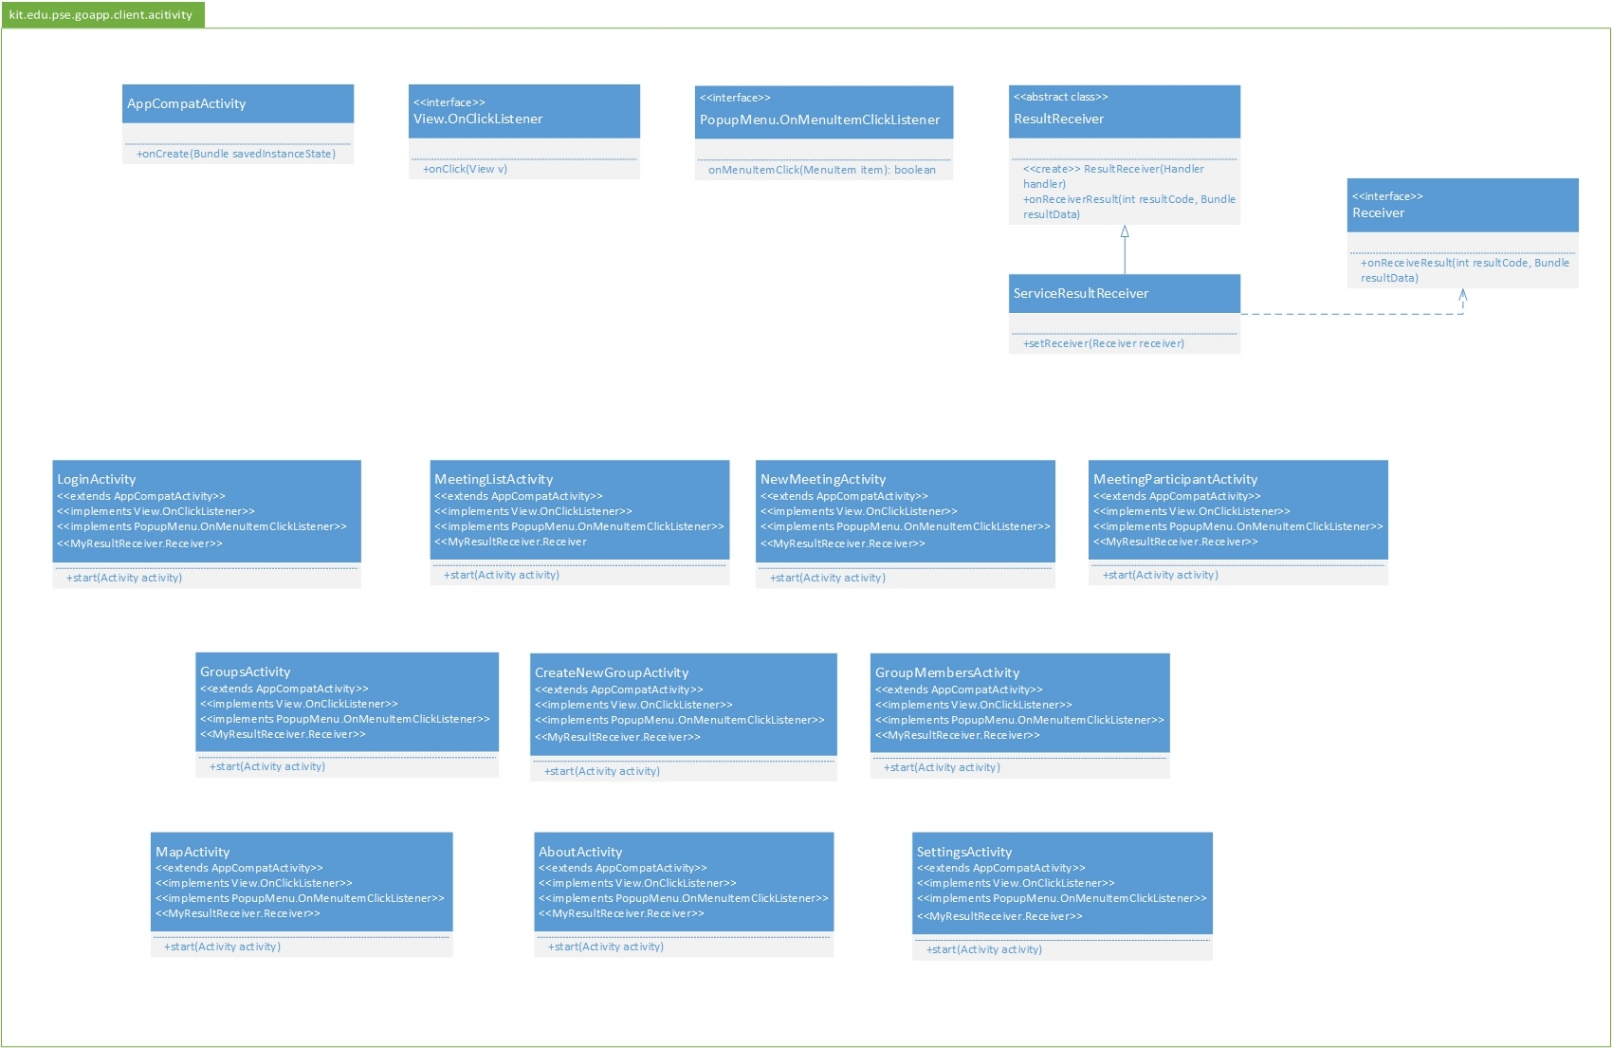 kit.edu.pse.goapp.client.acitivity
AppCompatActivity
+onCreate(Bundle savedInstanceState)
<<interface>>
View.OnClickListener
+onClick(View v)
<<interface>>
PopupMenu.OnMenuItemClickListener
onMenuItemClick(MenuItem item): boolean
<<abstract class>>
ResultReceiver
<<create>> ResultReceiver(Handler
handler)
+onReceiverResult(int resultCode, Bundle
resultData)
<<interface>>
Receiver
+onReceiveResult(int resultCode, Bundle
resultData)
ServiceResultReceiver
+setReceiver(Receiver receiver)
LoginActivity
<<extends AppCompatActivity>>
<<implements View.OnClickListener>>
<<implements PopupMenu.OnMenuItemClickListener>>
<<MyResultReceiver.Receiver>>
+start(Activity activity)
MeetingListActivity
<<extends AppCompatActivity>>
<<implements View.OnClickListener>>
<<implements PopupMenu.OnMenuItemClickListener>>
<<MyResultReceiver.Receiver
+start(Activity activity)
NewMeetingActivity
<<extends AppCompatActivity>>
<<implements View.OnClickListener>>
<<implements PopupMenu.OnMenuItemClickListener>>
<<MyResultReceiver.Receiver>>
+start(Activity activity)
MeetingParticipantActivity
<<extends AppCompatActivity>>
<<implements View.OnClickListener>>
<<implements PopupMenu.OnMenuItemClickListener>>
<<MyResultReceiver.Receiver>>
+start(Activity activity)
GroupsActivity
<<extends AppCompatActivity>>
<<implements View.OnClickListener>>
<<implements PopupMenu.OnMenuItemClickListener>>
<<MyResultReceiver.Receiver>>
+start(Activity activity)
CreateNewGroupActivity
<<extends AppCompatActivity>>
<<implements View.OnClickListener>>
<<implements PopupMenu.OnMenuItemClickListener>>
<<MyResultReceiver.Receiver>>
+start(Activity activity)
GroupMembersActivity
<<extends AppCompatActivity>>
<<implements View.OnClickListener>>
<<implements PopupMenu.OnMenuItemClickListener>>
<<MyResultReceiver.Receiver>>
+start(Activity activity)
MapActivity
<<extends AppCompatActivity>>
<<implements View.OnClickListener>>
<<implements PopupMenu.OnMenuItemClickListener>>
<<MyResultReceiver.Receiver>>
+start(Activity activity)
AboutActivity
<<extends AppCompatActivity>>
<<implements View.OnClickListener>>
<<implements PopupMenu.OnMenuItemClickListener>>
<<MyResultReceiver.Receiver>>
+start(Activity activity)
SettingsActivity
<<extends AppCompatActivity>>
<<implements View.OnClickListener>>
<<implements PopupMenu.OnMenuItemClickListener>>
<<MyResultReceiver.Receiver>>
+start(Activity activity)